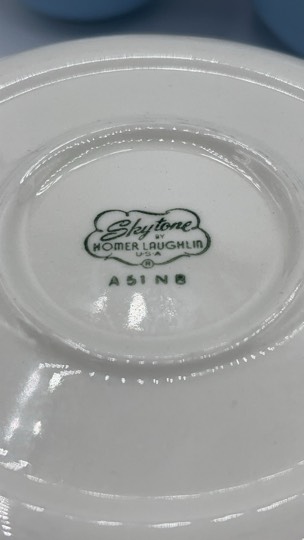 Skytone
BY
HOMER LAUGHLIN
U·S·A
®
A 51 N 8